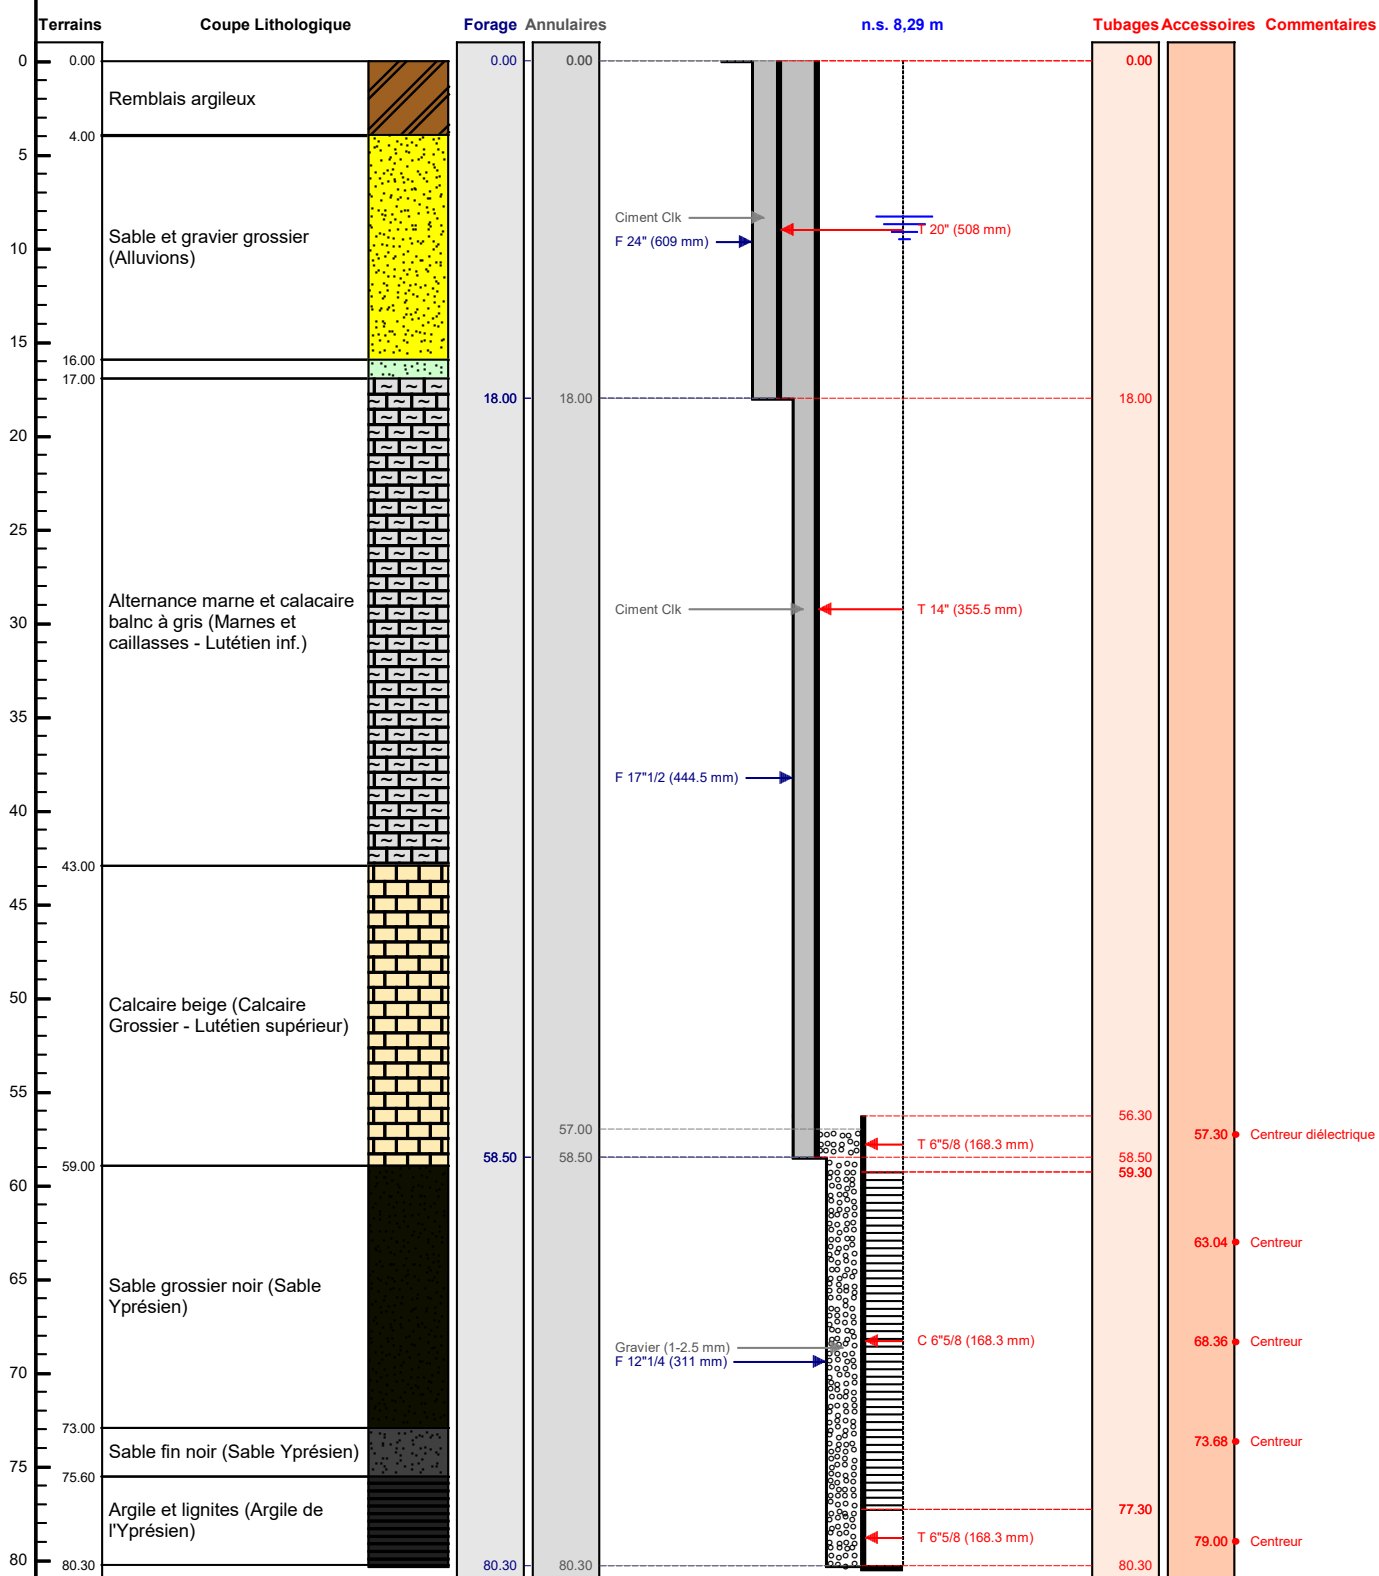 Terrains Coupe Lithologique Forage Annulaires n.s. 8,29 m Tubages Accessoires Commentaires
0 0.00 0.00 0.00 0.00
Remblais argileux
4.00
5
Ciment Clk
T 20" (508 mm)
Sable et gravier grossier
(Alluvions)
F 24" (609 mm)
10
15
16.00
17.00
18.00 18.00 18.00
20
25
Alternance marne et calacaire
balnc à gris (Marnes et
caillasses - Lutétien inf.)
Ciment Clk T 14" (355.5 mm)
30
35
F 17"1/2 (444.5 mm)
40
43.00
45
50
Calcaire beige (Calcaire
Grossier - Lutétien supérieur)
55
56.30
57.00
57.30 Centreur diélectrique
T 6"5/8 (168.3 mm)
58.50 58.50 58.50
59.00
59.30
60
63.04 Centreur
65
Sable grossier noir (Sable
Yprésien)
C 6"5/8 (168.3 mm)
68.36 Centreur
Gravier (1-2.5 mm)
F 12"1/4 (311 mm)
70
73.00
73.68 Centreur
Sable fin noir (Sable Yprésien)
75
75.60
77.30
Argile et lignites (Argile de
l'Yprésien)
T 6"5/8 (168.3 mm)
79.00 Centreur
80
80.30 80.30 80.30 80.30